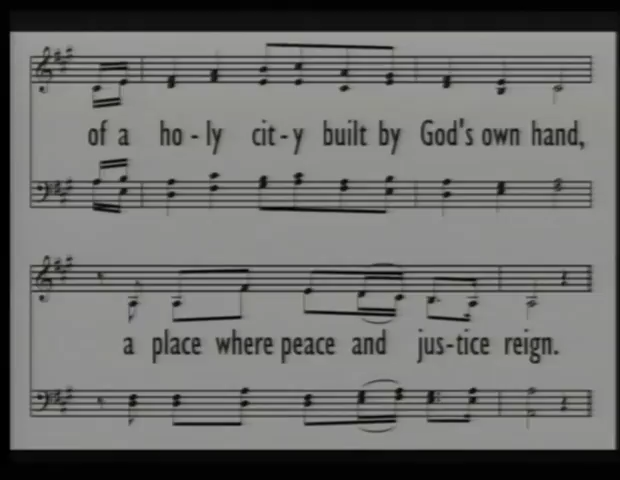 of a ho - ly cit - y built by God's own hand,
a place where peace and jus - tice reign.